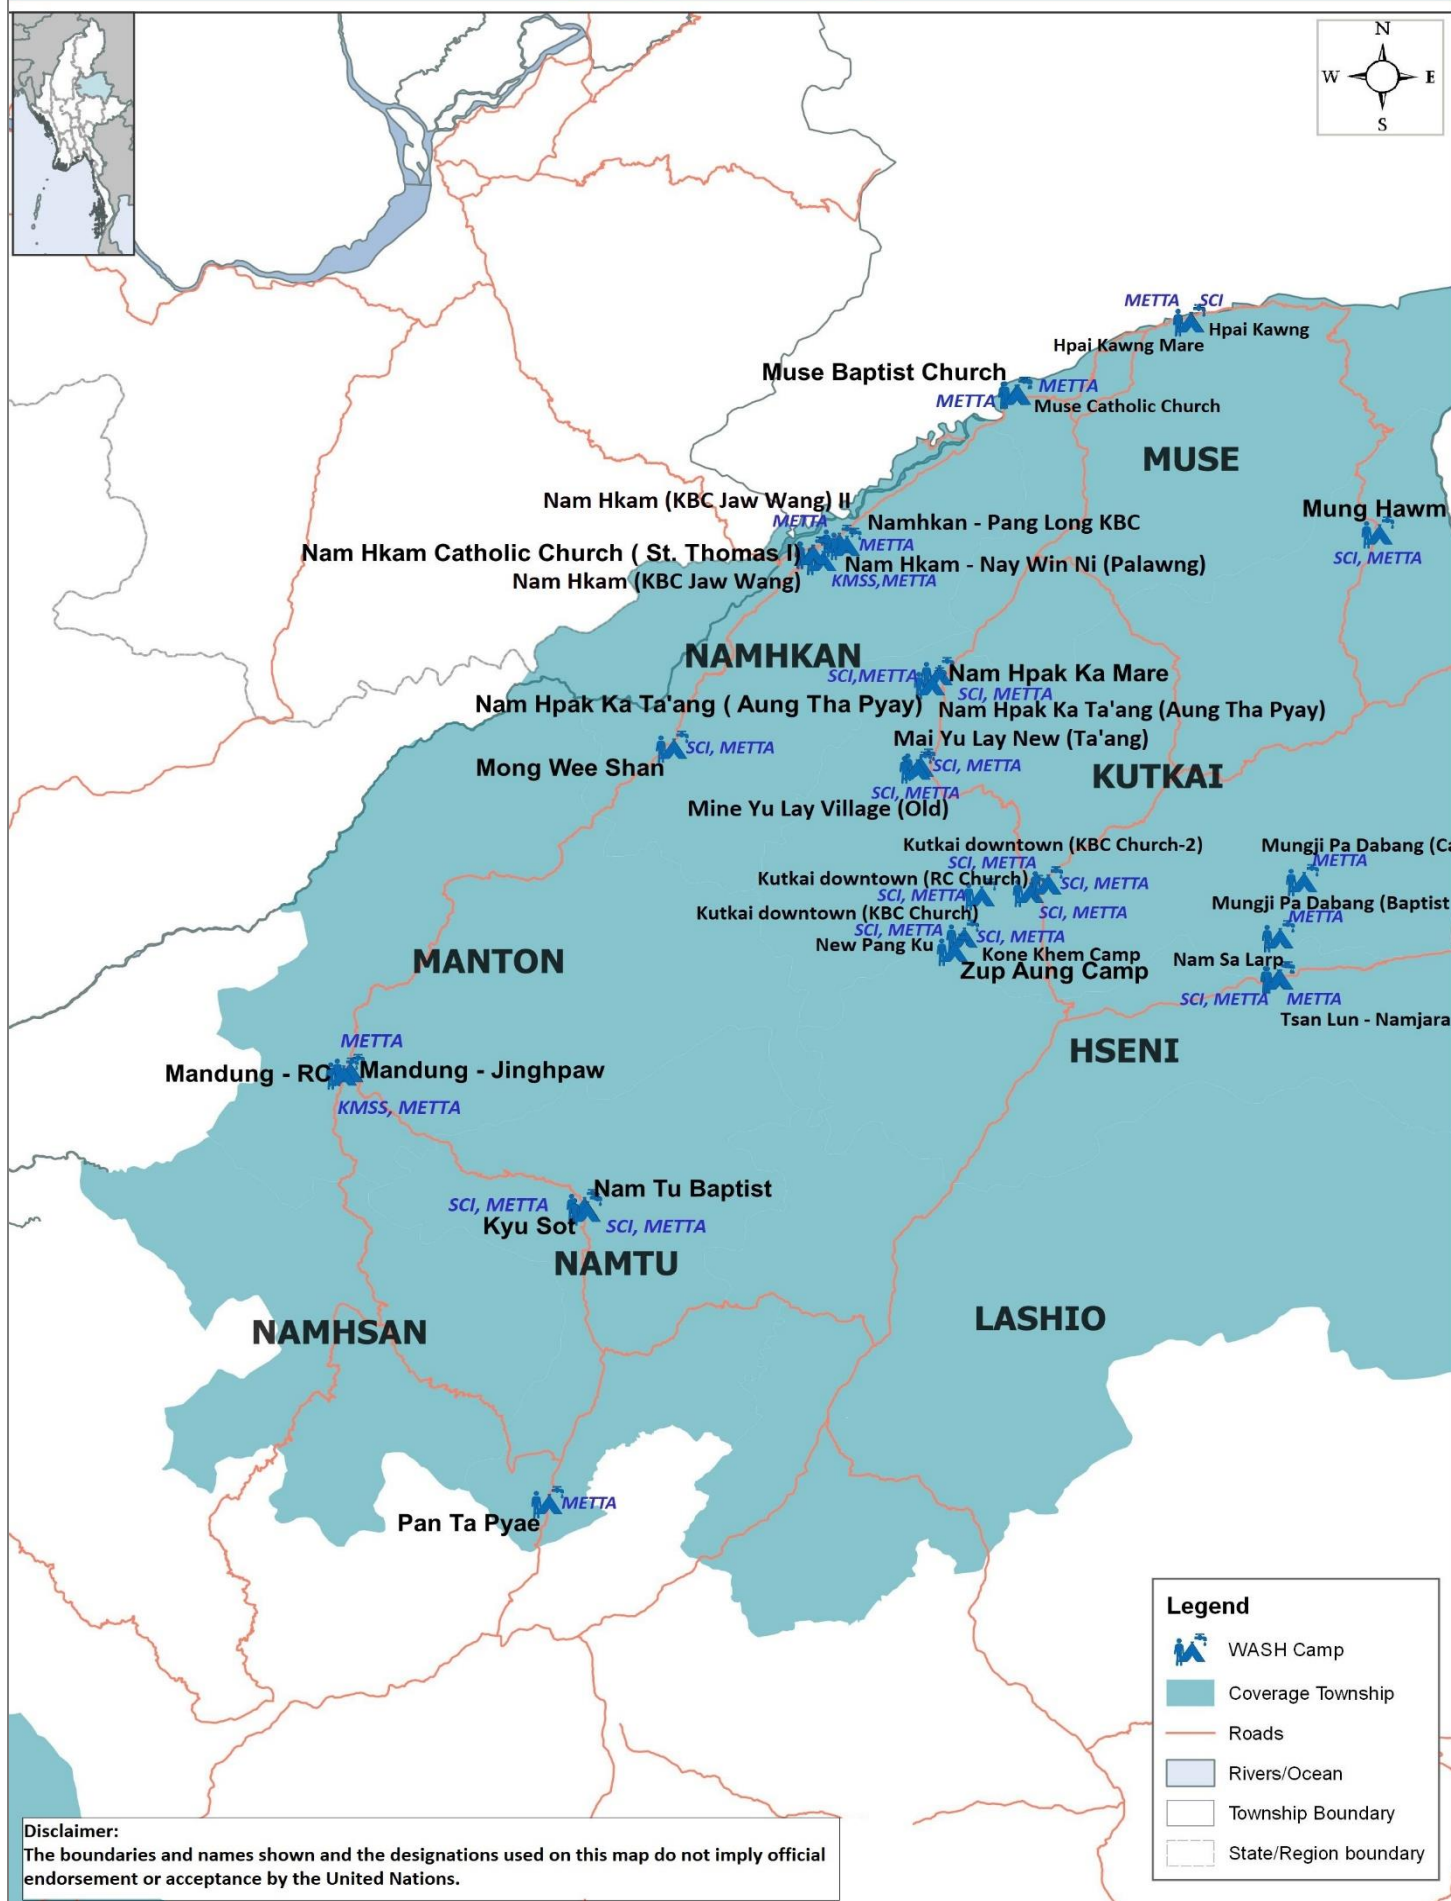 N
W E
S
METTA SCI
Hpai Kawng
Hpai Kawng Mare
Muse Baptist Church
METTA
METTA
Muse Catholic Church
MUSE
Nam Hkam (KBC Jaw Wang) II
Mung Hawm
METTA
Namhkan - Pang Long KBC
METTA
Nam Hkam Catholic Church ( St. Thomas I)
SCI, METTA
Nam Hkam - Nay Win Ni (Palawng)
Nam Hkam (KBC Jaw Wang)
KMSS,METTA
NAMHKAN
SCI,METTA
Nam Hpak Ka Mare
SCI, METTA
Nam Hpak Ka Ta'ang ( Aung Tha Pyay)
Nam Hpak Ka Ta'ang (Aung Tha Pyay)
Mai Yu Lay New (Ta'ang)
SCI, METTA
Mong Wee Shan
SCI, METTA
KUTKAI
SCI, METTA
Mine Yu Lay Village (Old)
Kutkai downtown (KBC Church-2)
Mungji Pa Dabang (Ca
SCI, METTA
METTA
Kutkai downtown (RC Church)
SCI, METTA
SCI, METTA
Mungji Pa Dabang (Baptist
Kutkai downtown (KBC Church)
SCI, METTA
METTA
SCI, METTA
SCI, METTA
New Pang Ku
Kone Khem Camp
Nam Sa Larp
MANTON
Zup Aung Camp
SCI, METTA
METTA
Tsan Lun - Namjara
METTA
HSENI
Mandung - RC
Mandung - Jinghpaw
KMSS, METTA
Nam Tu Baptist
SCI, METTA
Kyu Sot
SCI, METTA
NAMTU
NAMHSAN
LASHIO
METTA
Pan Ta Pyae
Legend
WASH Camp
Coverage Township
Roads
Rivers/Ocean
Township Boundary
State/Region boundary
Disclaimer:
The boundaries and names shown and the designations used on this map do not imply official
endorsement or acceptance by the United Nations.